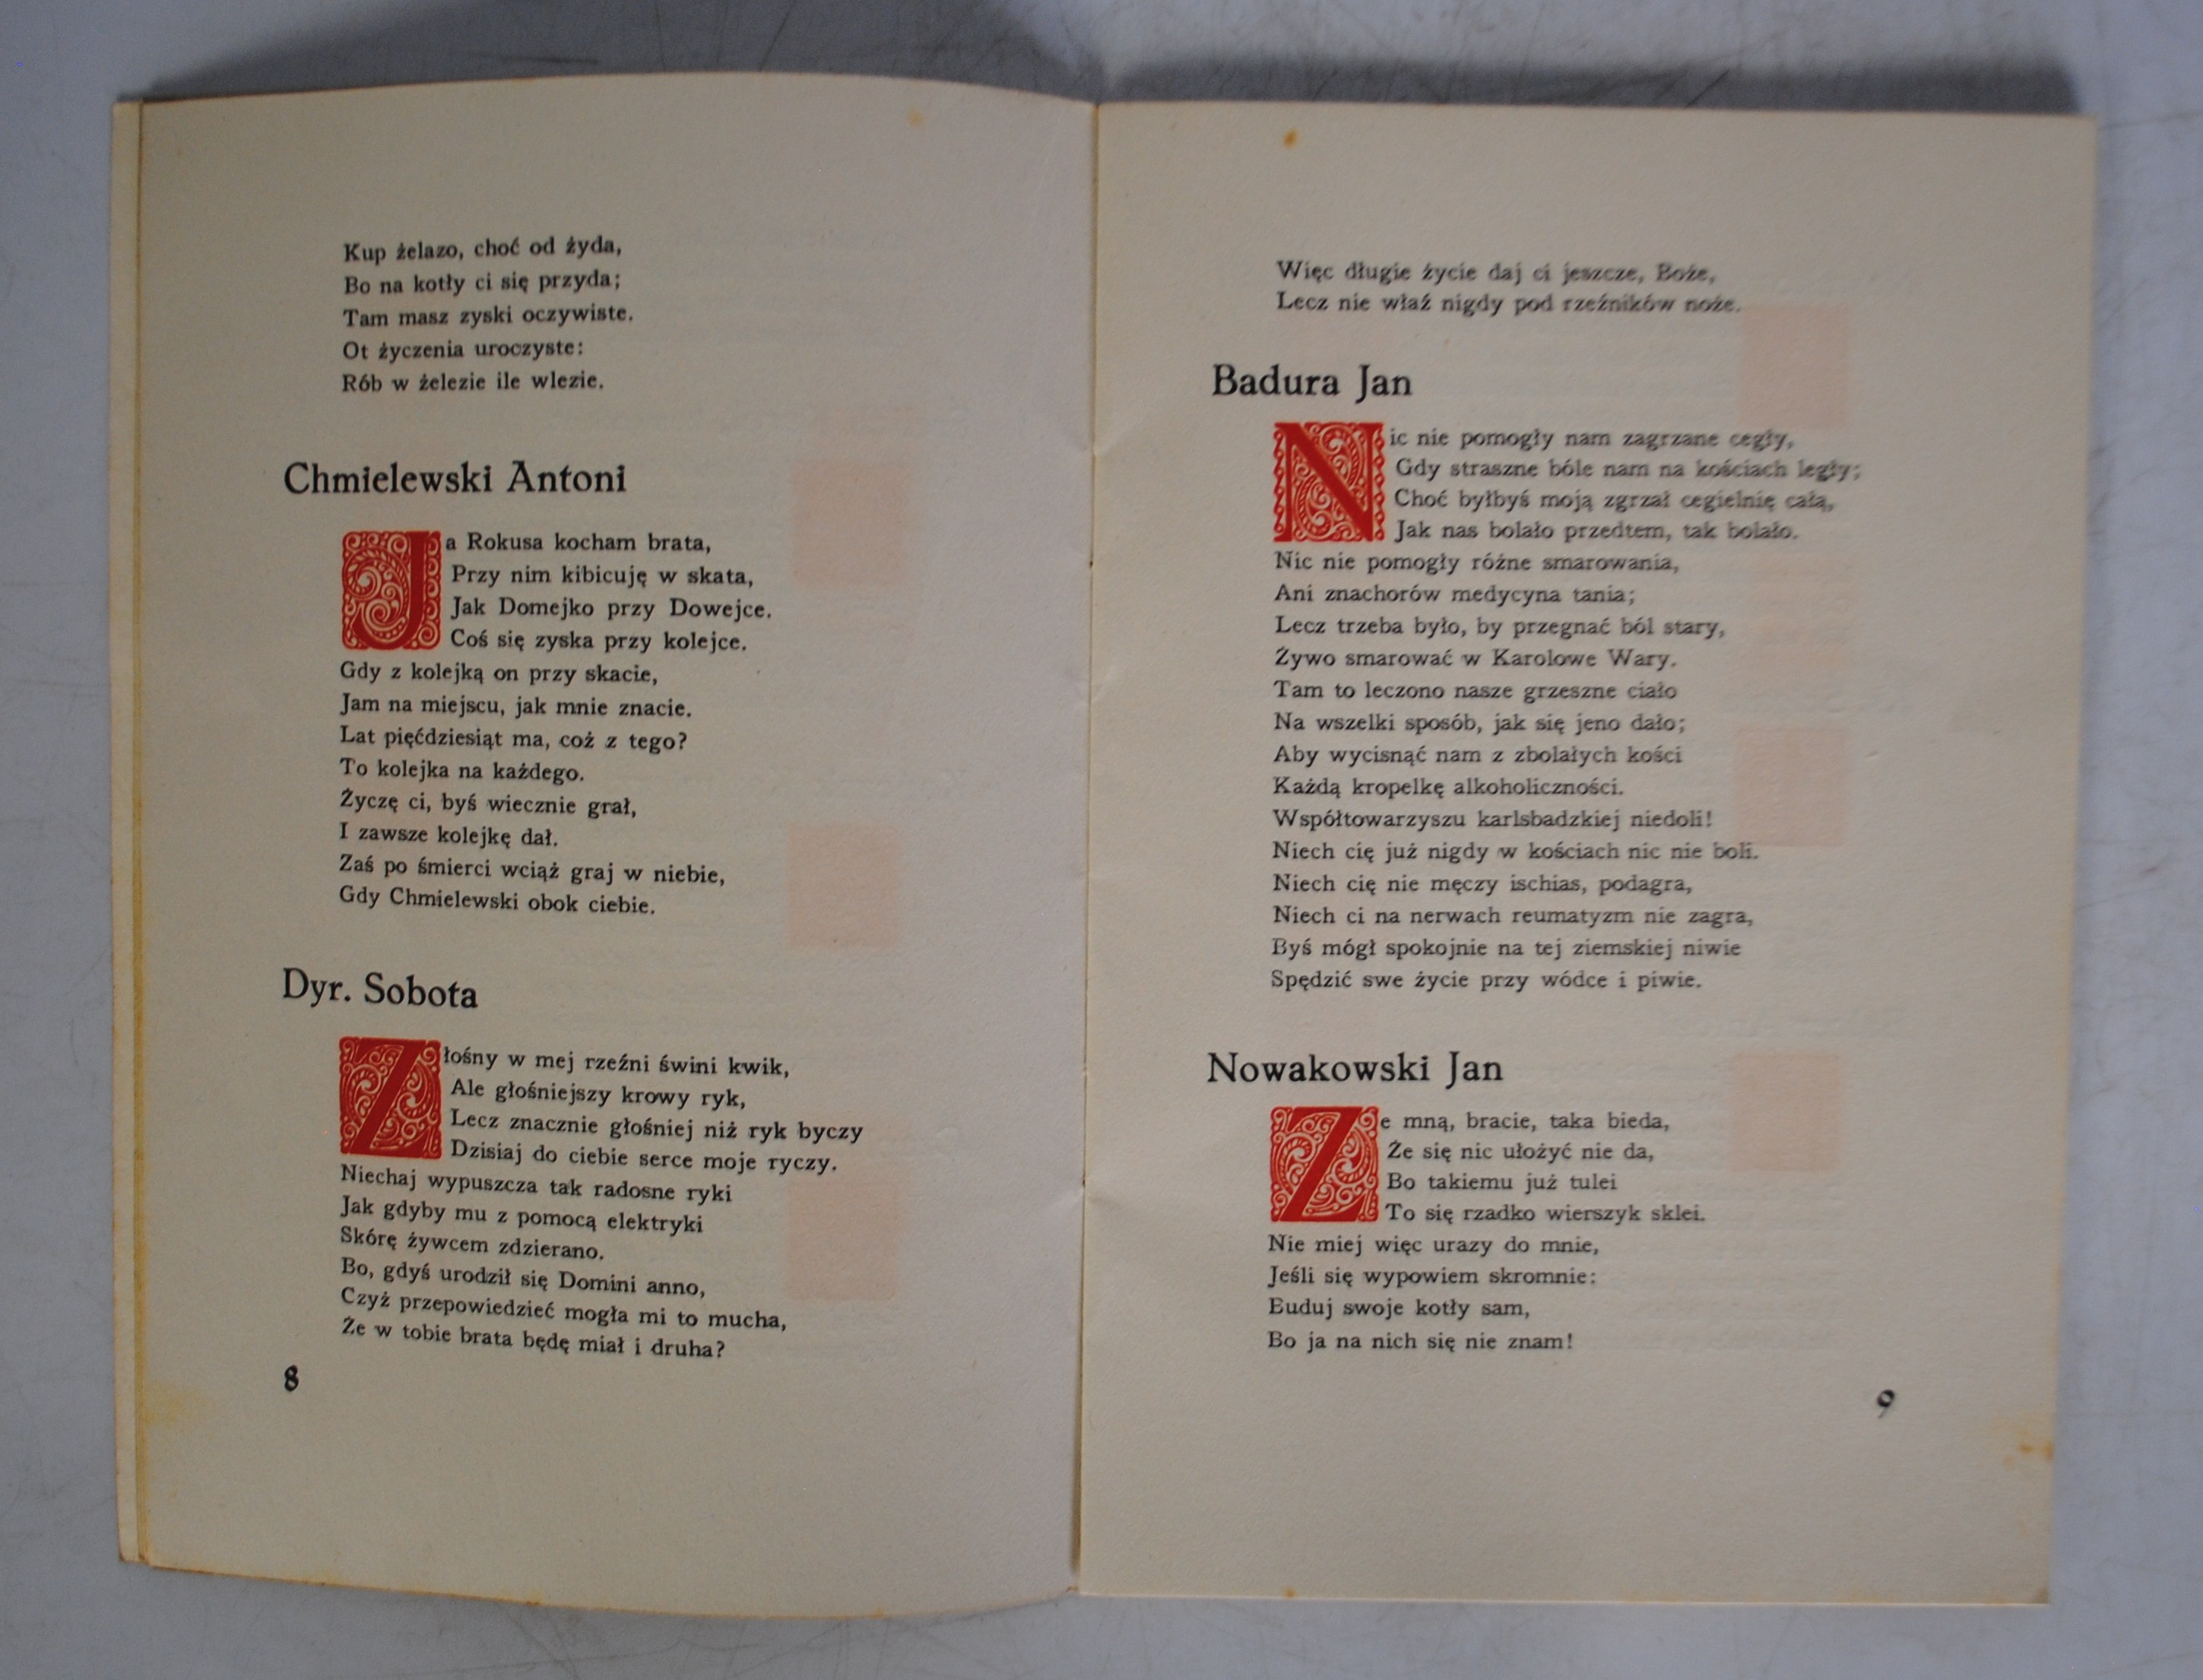 Kup żelazo, choć od żyda,
Bo na kotły ci się przyda;
Tam masz zyski oczywiste.
Ot życzenia uroczyste:
Rób w żelezie ile wlezie.
Chmielewski Antoni
Ja Rokusa kocham brata,
Przy nim kibicuję w skata,
Jak Domejko przy Dowejce.
Coś się zyska przy kolejce.
Gdy z kolejką on przy skacie,
Jam na miejscu, jak mnie znacie.
Lat pięćdziesiąt ma, coż z tego?
To kolejka na każdego.
Życzę ci, byś wiecznie grał,
I zawsze kolejkę dał.
Zaś po śmierci wciąż graj w niebie,
Gdy Chmielewski obok ciebie.
Dyr. Sobota
Złośny w mej rzeźni świni kwik,
Ale głośniejszy krowy ryk,
Lecz znacznie głośniej niż ryk byczy
Dzisiaj do ciebie serce moje ryczy.
Niechaj wypuszcza tak radosne ryki
Jak gdyby mu z pomocą elektryki
Skórę żywcem zdzierano.
Bo, gdyś urodził się Domini anno,
Czyż przepowiedzieć mogła mi to mucha,
Że w tobie brata będę miał i druha?
8
Więc długie życie daj ci jeszcze, Boże,
Lecz nie właź nigdy pod rzeźników noże.
Badura Jan
Nic nie pomogły nam zagrzane cegły,
Gdy straszne bóle nam na kościach legły;
Choć byłbyś moją zgrzał cegielnię całą,
Jak nas bolało przedtem, tak bolało.
Nic nie pomogły różne smarowania,
Ani znachorów medycyna tania;
Lecz trzeba było, by przegnać ból stary,
Żywo smarować w Karolowe Wary.
Tam to leczono nasze grzeszne ciało
Na wszelki sposób, jak się jeno dało;
Aby wycisnąć nam z zbolałych kości
Każdą kropelkę alkoholiczności.
Współtowarzyszu karlsbadzkiej niedoli!
Niech cię już nigdy w kościach nic nie boli.
Niech cię nie męczy ischias, podagra,
Niech ci na nerwach reumatyzm nie zagra,
Byś mógł spokojnie na tej ziemskiej niwie
Spędzić swe życie przy wódce i piwie.
Nowakowski Jan
Ze mną, bracie, taka bieda,
Że się nic ułożyć nie da,
Bo takiemu już tulei
To się rzadko wierszyk sklei.
Nie miej więc urazy do mnie,
Jeśli się wypowiem skromnie:
Buduj swoje kotły sam,
Bo ja na nich się nie znam!
9